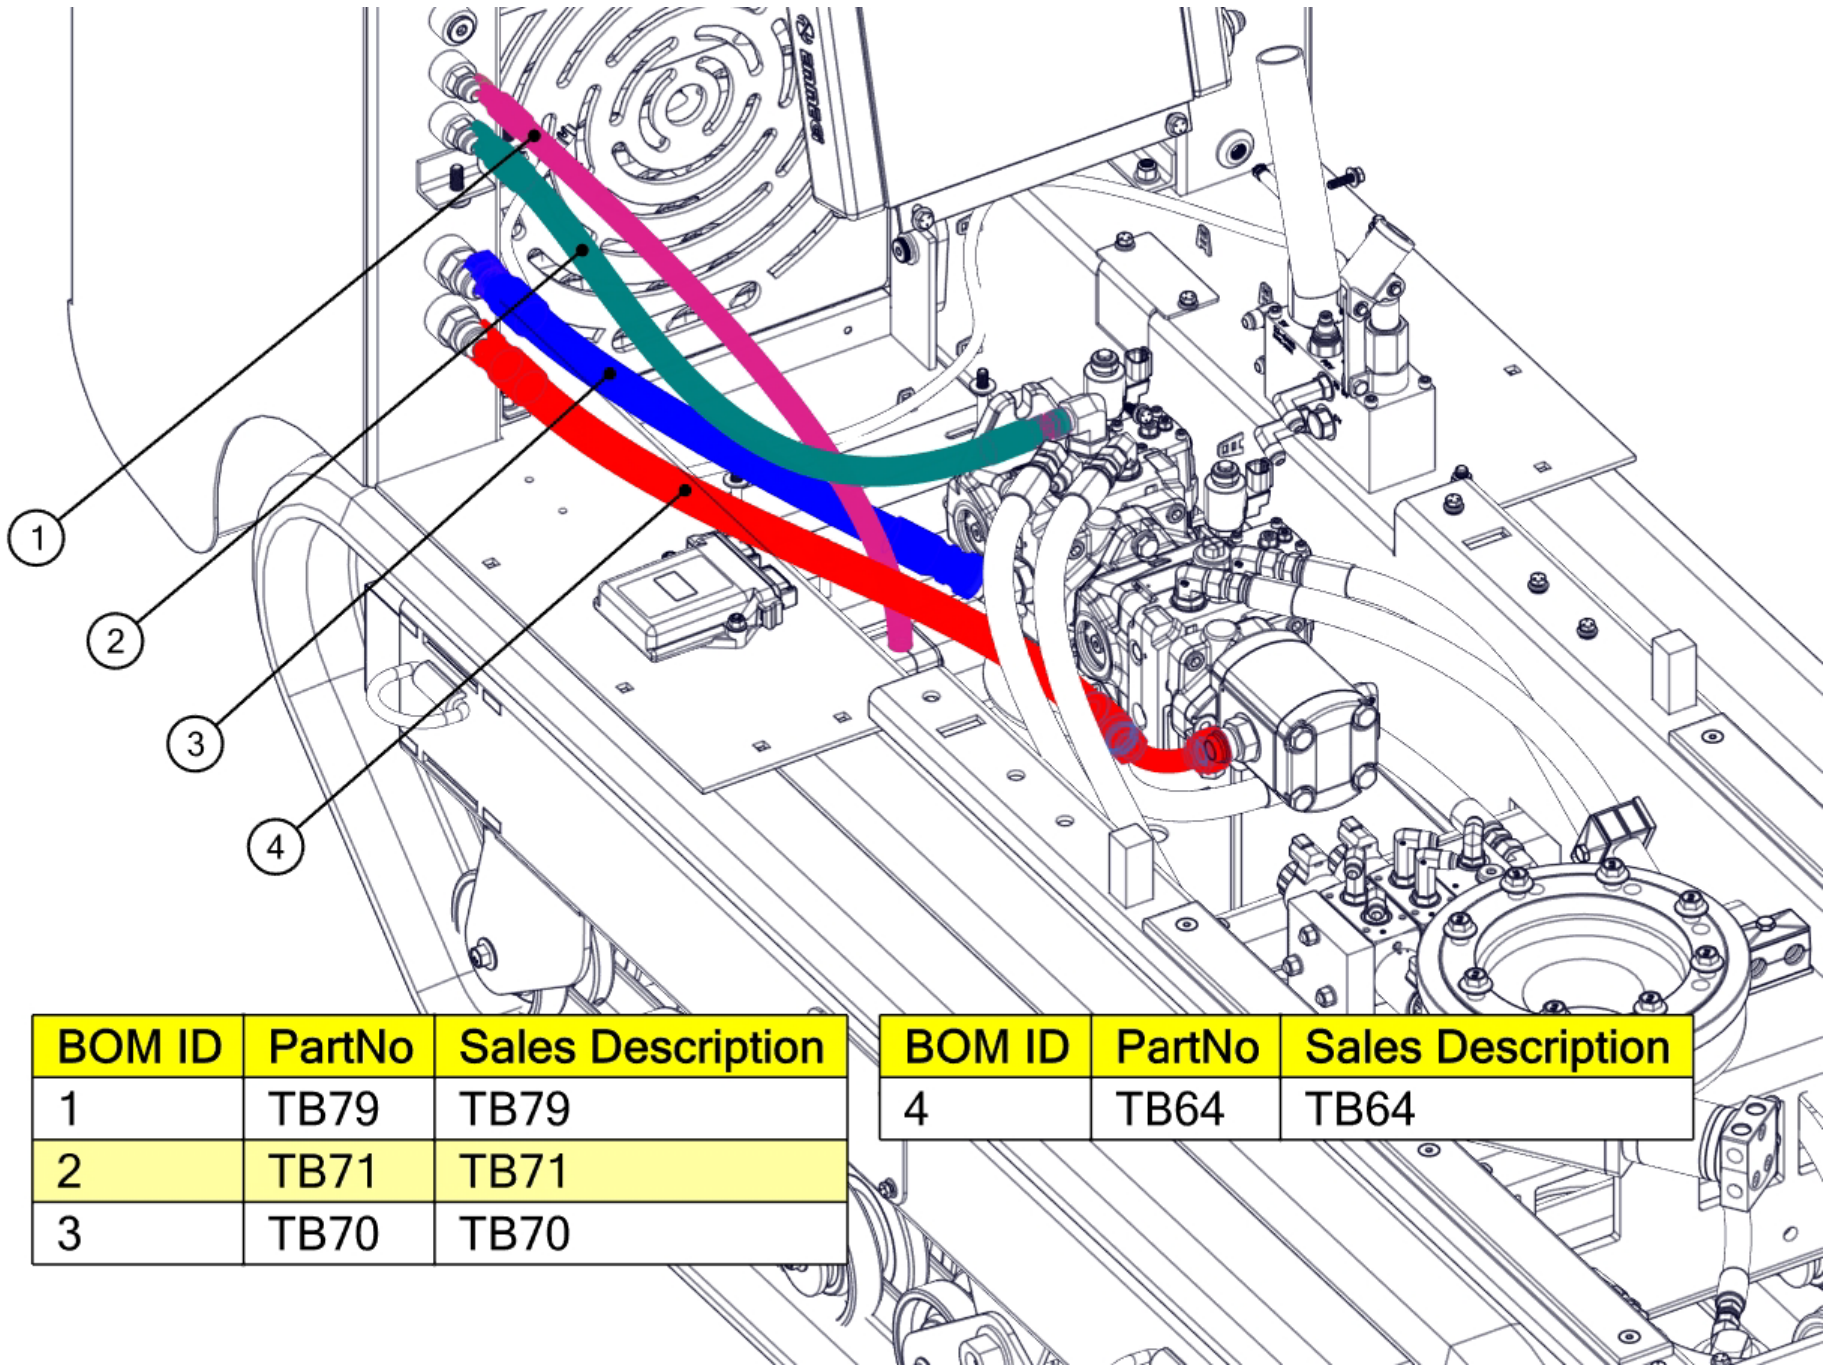 1
2
3
4
BOM ID PartNo Sales Description
1 TB79 TB79
2 TB71 TB71
3 TB70 TB70
BOM ID PartNo Sales Description
4 TB64 TB64